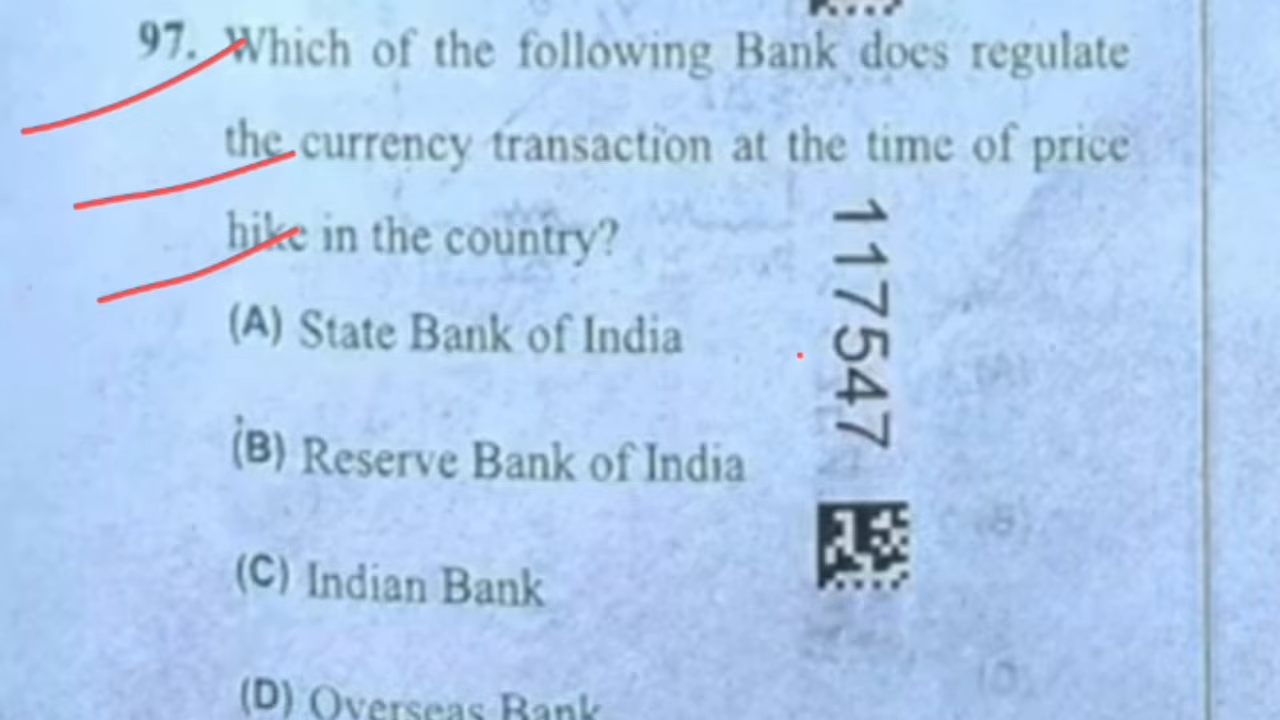 97. Which of the following Bank does regulate
the currency transaction at the time of price
hike in the country?
(A) State Bank of India
(B) Reserve Bank of India
(C) Indian Bank
(D) Overseas Bank
117547